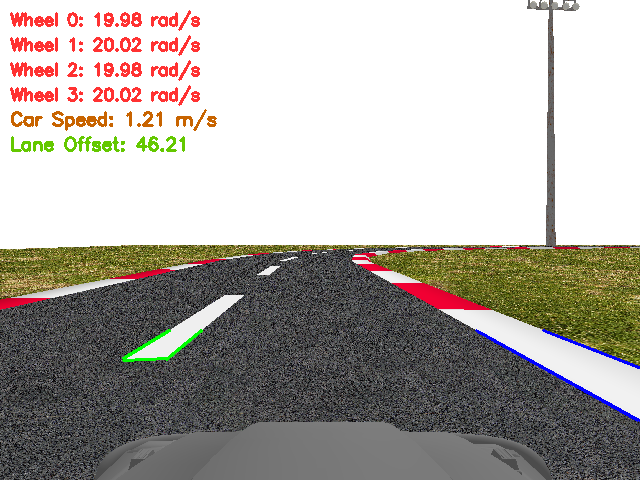 Wheel 0: 19.98 rad/s
Wheel 1: 20.02 rad/s
Wheel 2: 19.98 rad/s
Wheel 3: 20.02 rad/s
Car Speed: 1.21 m/s
Lane Offset: 46.21